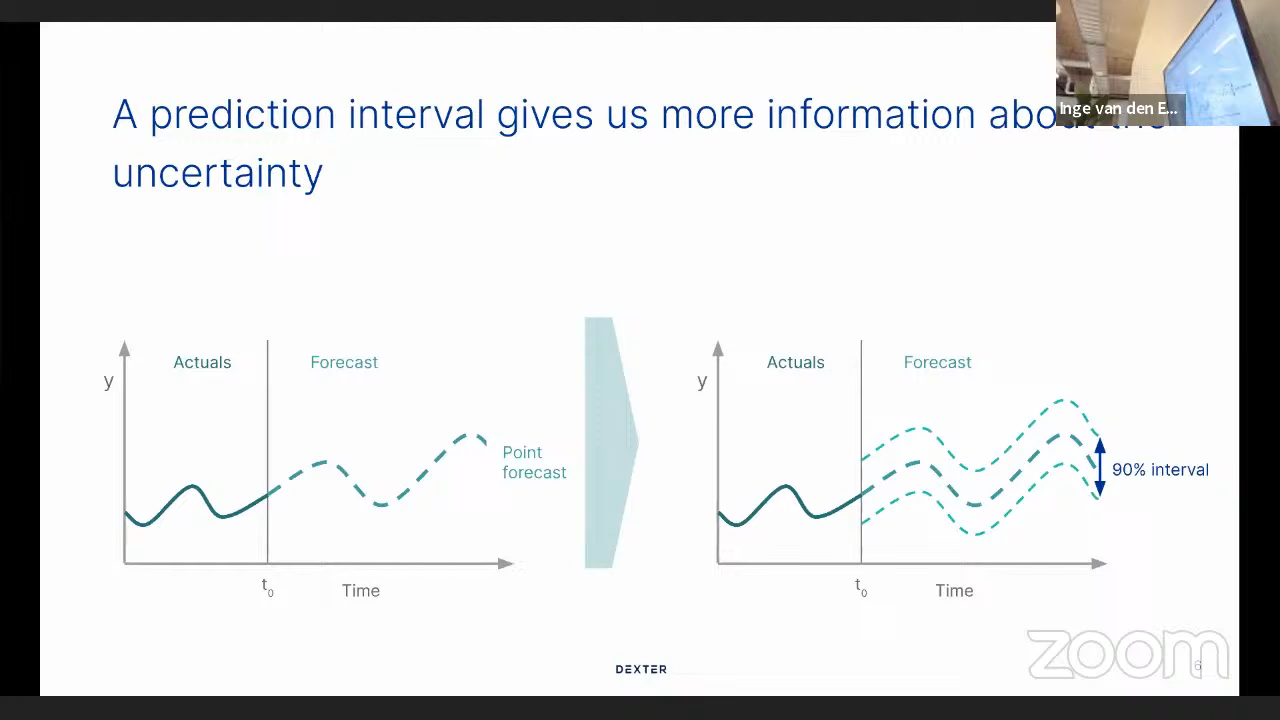 A prediction interval gives us more information about the
uncertainty
Inge van den E...
Actuals
Forecast
y
Point
forecast
t₀
Time
Actuals
Forecast
y
90% interval
t₀
Time
DEXTER
zoom
6